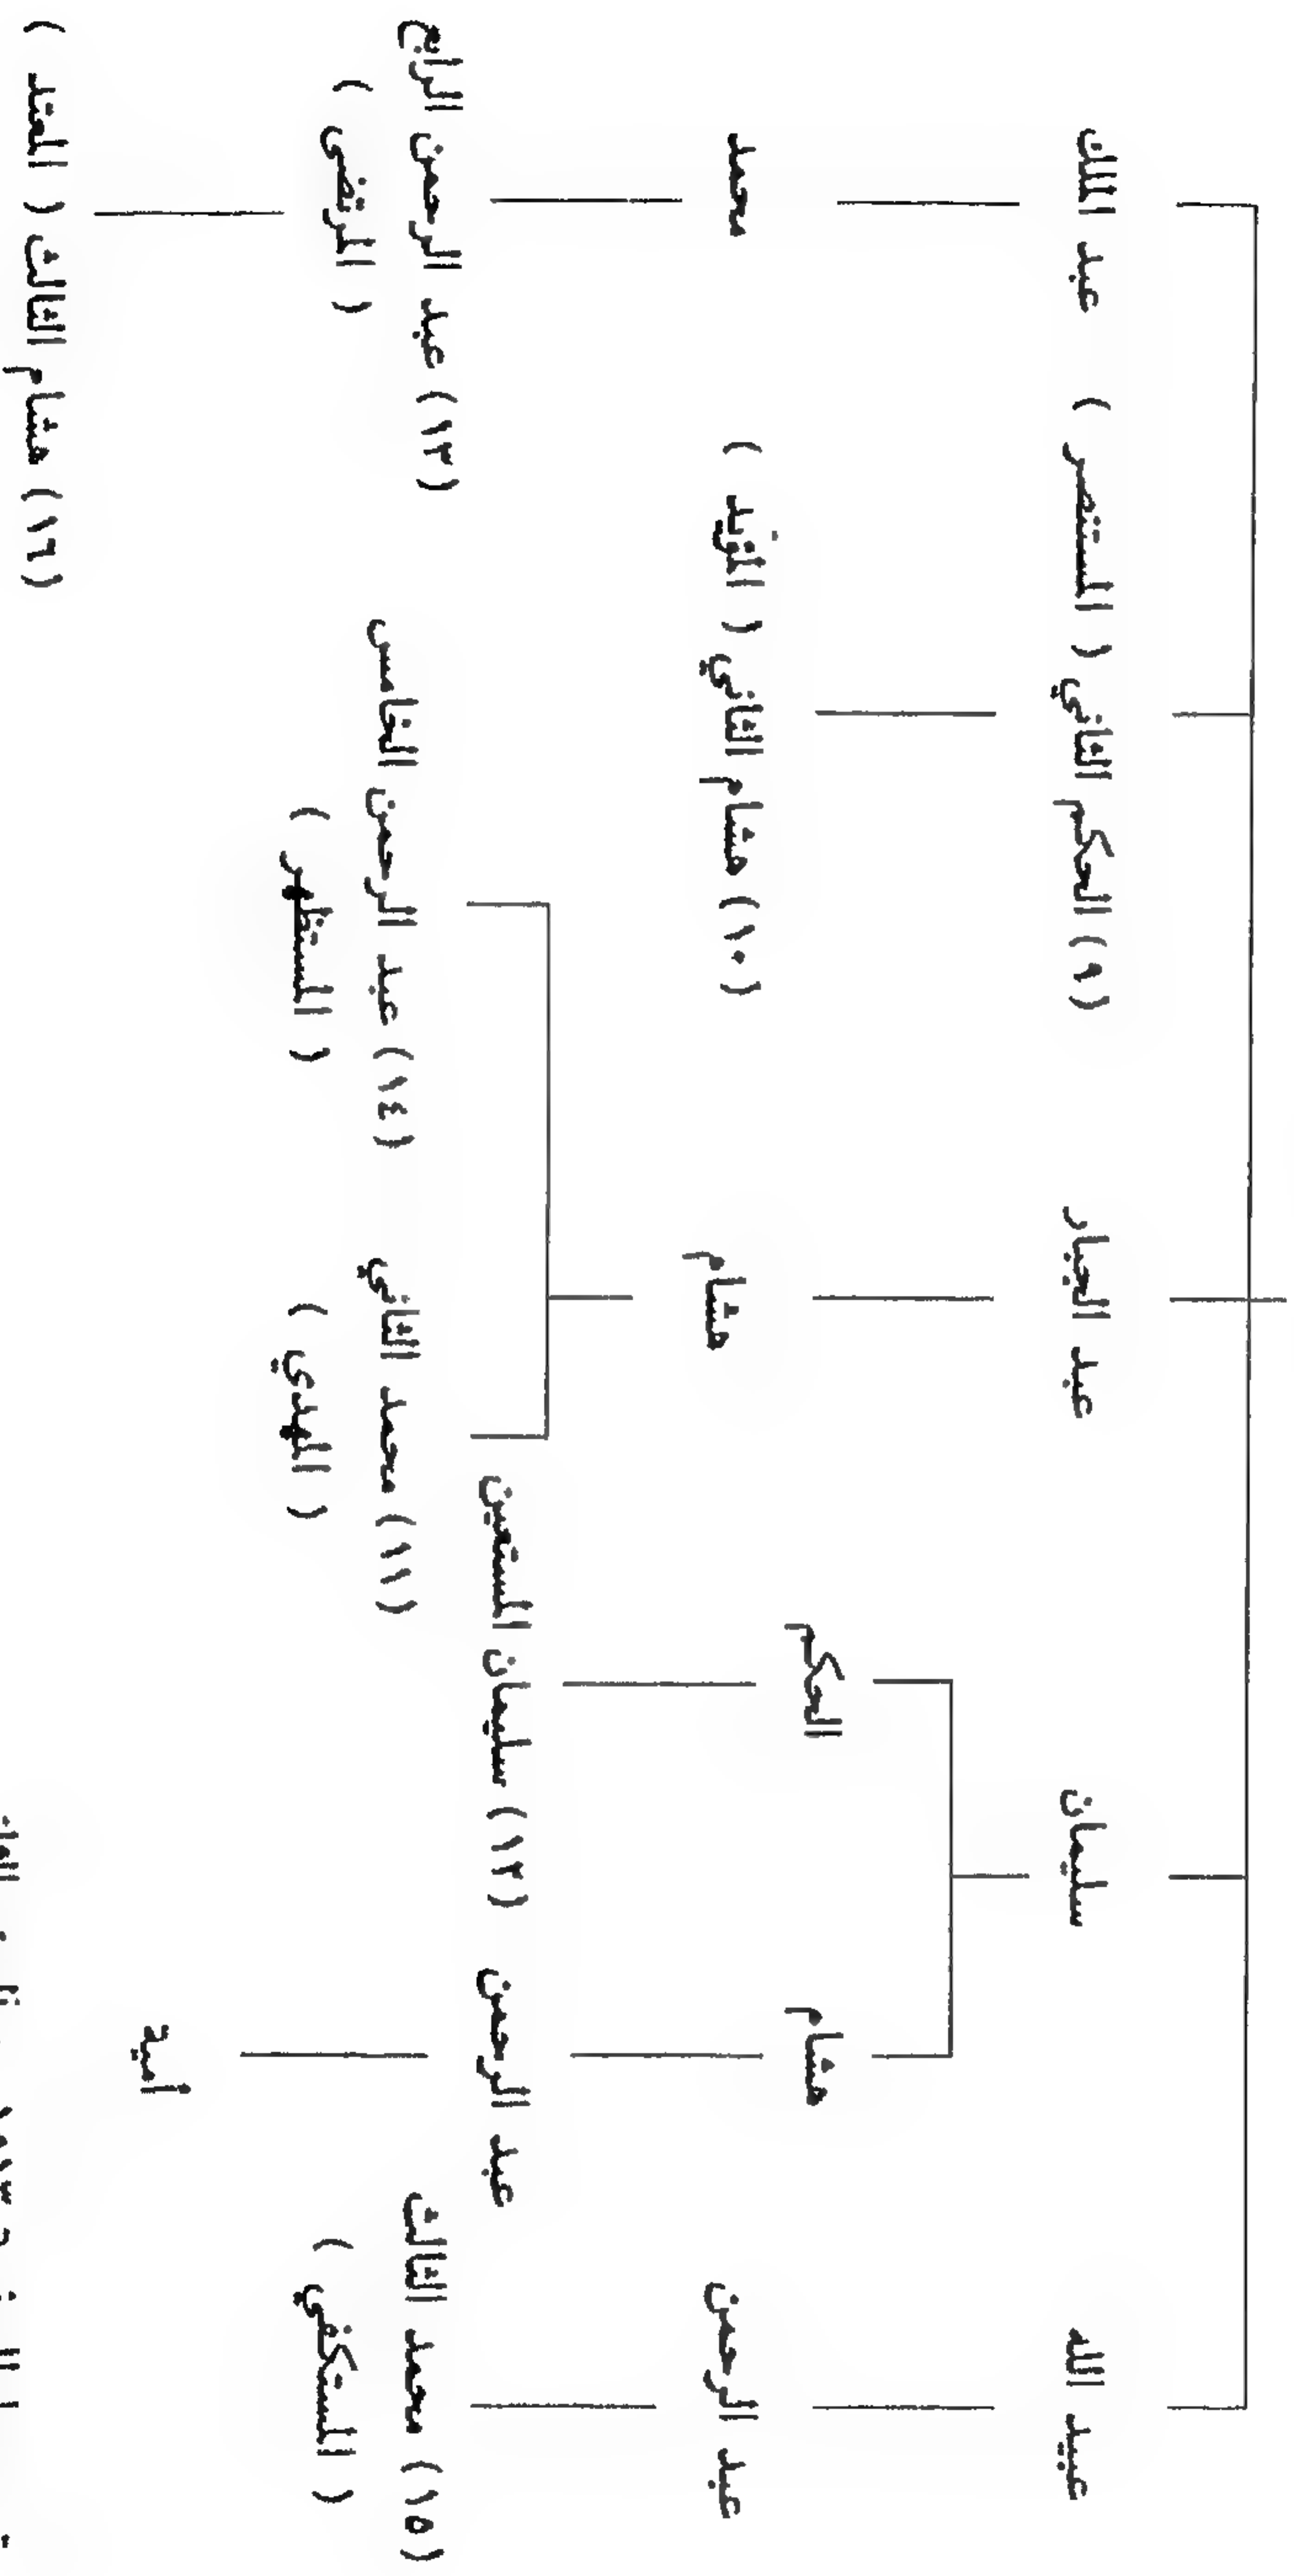 عبيد الله
سليمان
عبد الجبار
(٩) الحكم الثاني ( المستنصر )
عبد الملك
عبد الرحمن
هشام
الحكم
هشام
(١٠) هشام الثاني ( المؤيد )
محمد
(١٥) محمد الثالث
( المستكفي )
عبد الرحمن
(١٢) سليمان المستعين
(١١) محمد الثاني
( المهدي )
(١٤) عبد الرحمن الخامس
( المستظهر )
(١٣) عبد الرحمن الرابع
( المرتضى )
أمية
(١٦) هشام الثالث ( المعتد )